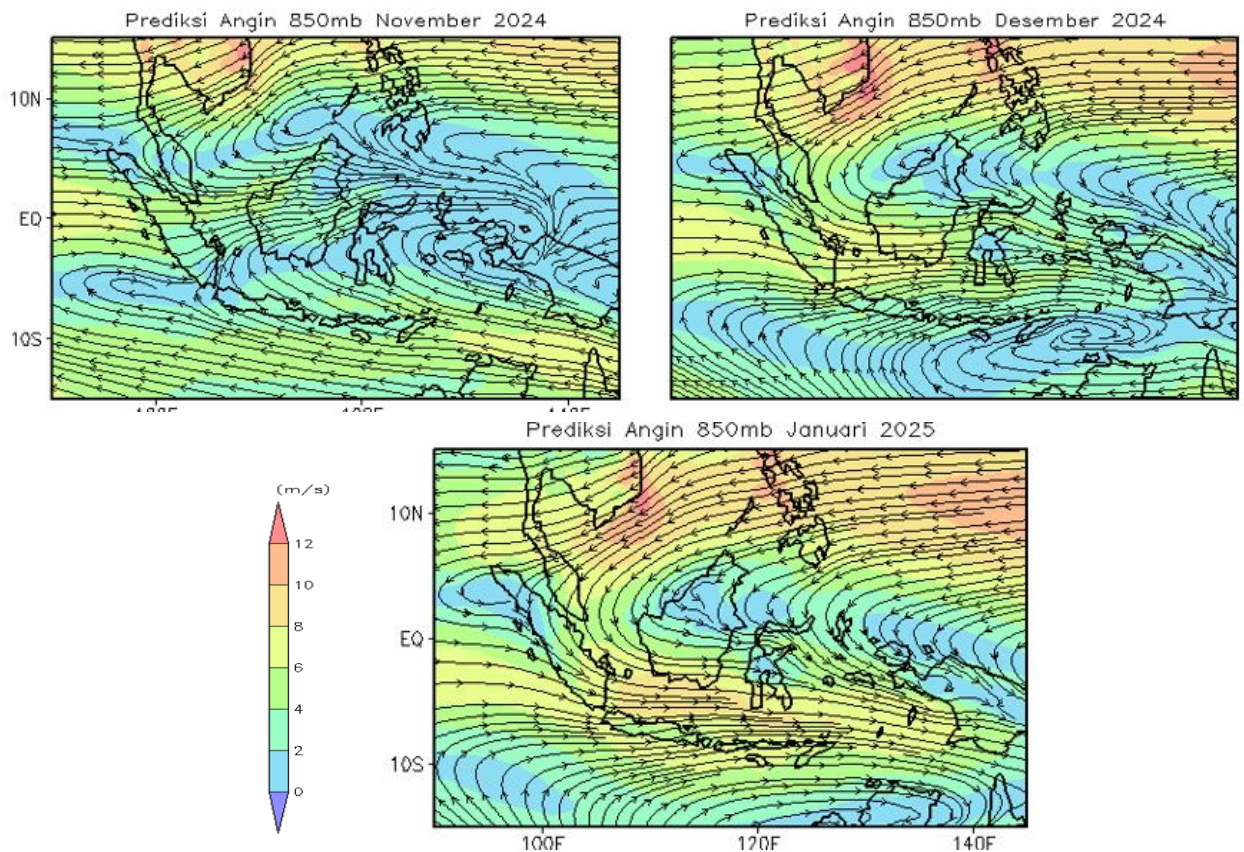 Prediksi Angin 850mb November 2024
Prediksi Angin 850mb Desember 2024
10N
EQ
10S
Prediksi Angin 850mb Januari 2025
(m/s)
12
10
8
6
4
2
0
10N
EQ
10S
100E
120E
140E